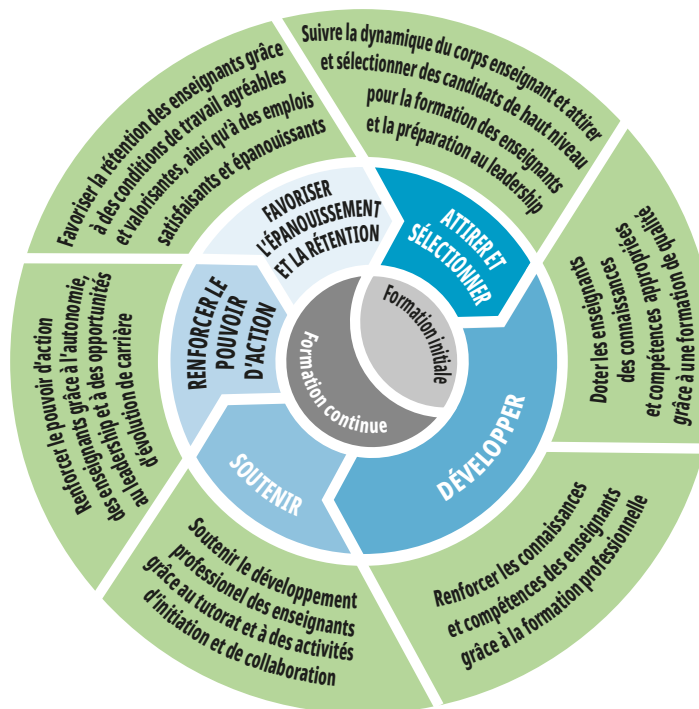 Suivre la dynamique du corps enseignant et attirer
et sélectionner des candidats de haut niveau
pour la formation des enseignants
et la préparation au leadership
Doter les enseignants
des connaissances
et compétences appropriées
grâce à une formation de qualité
Renforcer les connaissances
et compétences des enseignants
grâce à la formation professionnelle
Soutenir le développement
professionel des enseignants
grâce au tutorat et à des activités
d'initiation et de collaboration
Renforcer le pouvoir d'action
des enseignants grâce à l'autonomie,
au leadership et à des opportunités
d'évolution de carrière
Favoriser la rétention des enseignants grâce
à des conditions de travail agréables
et valorisantes, ainsi qu'à des emplois
satisfaisants et épanouissants
ATTIRER ET
SÉLECTIONNER
DÉVELOPPER
SOUTENIR
RENFORCER LE
POUVOIR
D'ACTION
FAVORISER
L'ÉPANOUISSEMENT
ET LA RÉTENTION
Formation initiale
Formation continue